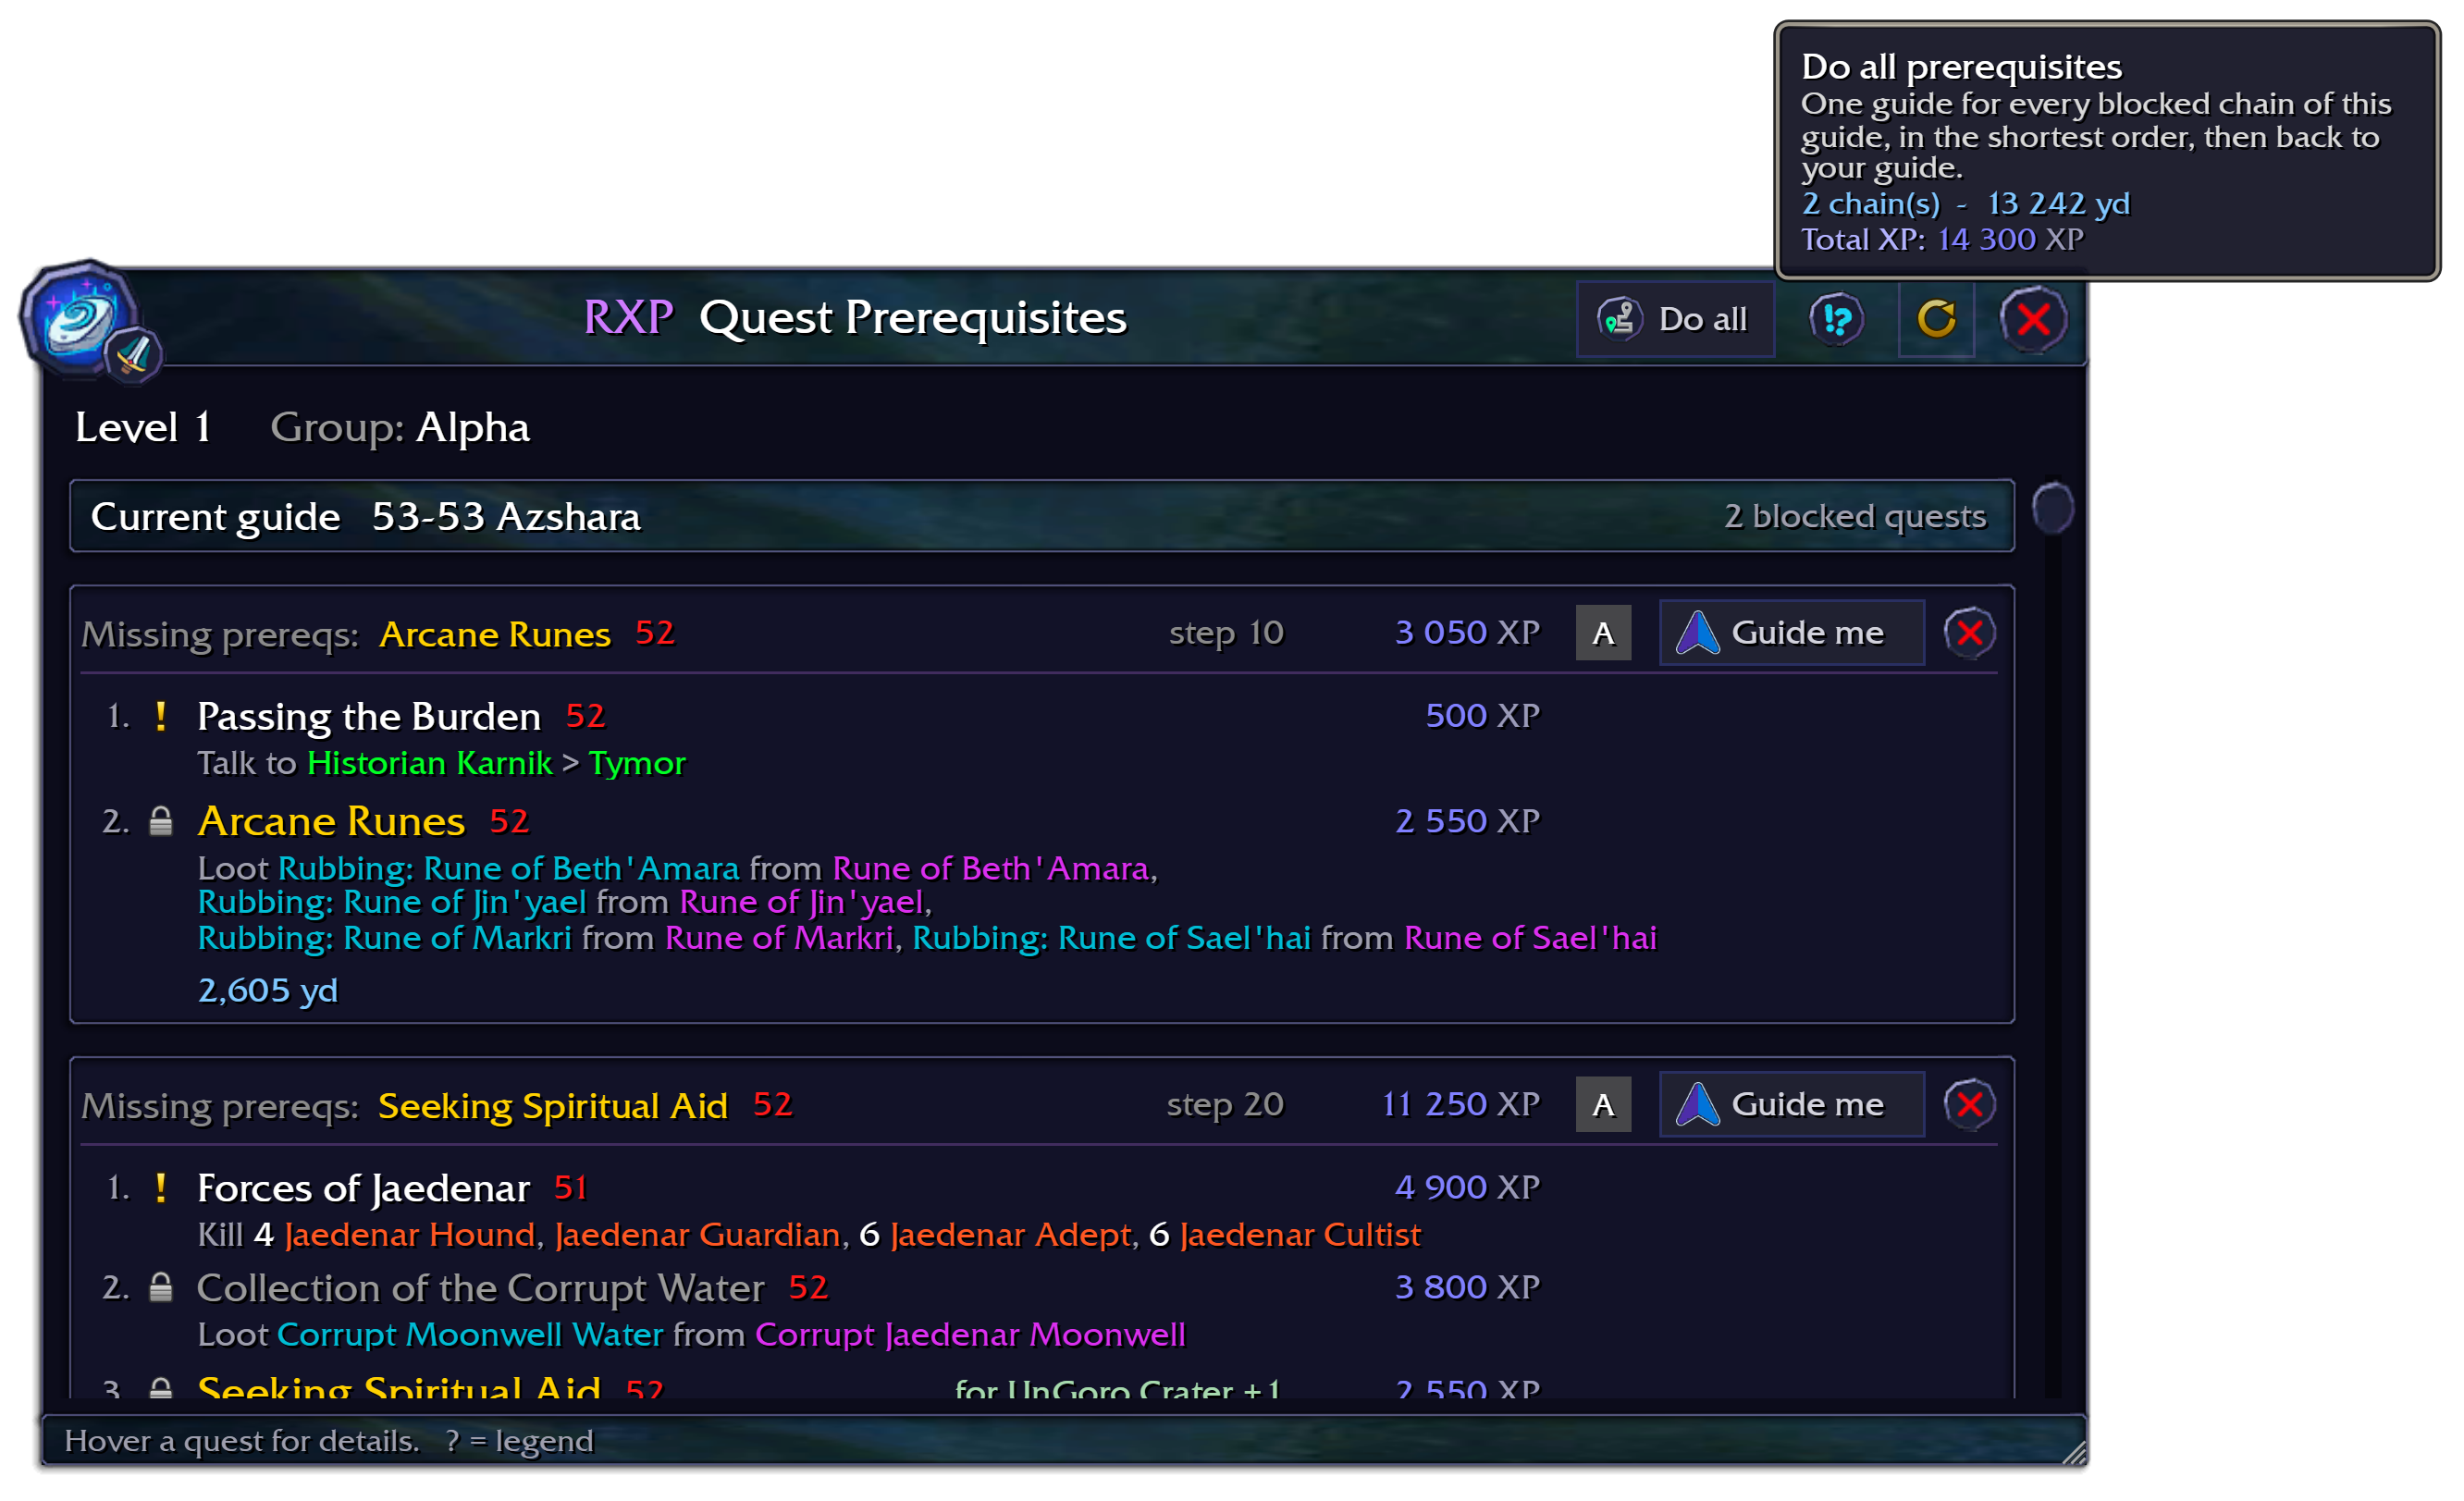 Do all prerequisites
One guide for every blocked chain of this
guide, in the shortest order, then back to
your guide.
2 chain(s) - 13 242 yd
Total XP: 14 300 XP
RXP Quest Prerequisites
Do all
!?
Level 1 Group: Alpha
Current guide 53-53 Azshara 2 blocked quests
Missing prereqs: Arcane Runes 52 step 10 3 050 XP A Guide me
1. ! Passing the Burden 52 500 XP
Talk to Historian Karnik > Tymor
2. Arcane Runes 52 2 550 XP
Loot Rubbing: Rune of Beth'Amara from Rune of Beth'Amara,
Rubbing: Rune of Jin'yael from Rune of Jin'yael,
Rubbing: Rune of Markri from Rune of Markri, Rubbing: Rune of Sael'hai from Rune of Sael'hai
2,605 yd
Missing prereqs: Seeking Spiritual Aid 52 step 20 11 250 XP A Guide me
1. ! Forces of Jaedenar 51 4 900 XP
Kill 4 Jaedenar Hound, Jaedenar Guardian, 6 Jaedenar Adept, 6 Jaedenar Cultist
2. Collection of the Corrupt Water 52 3 800 XP
Loot Corrupt Moonwell Water from Corrupt Jaedenar Moonwell
3. Seeking Spiritual Aid 52 for UnGoro Crater +1 2 550 XP
Hover a quest for details. ? = legend